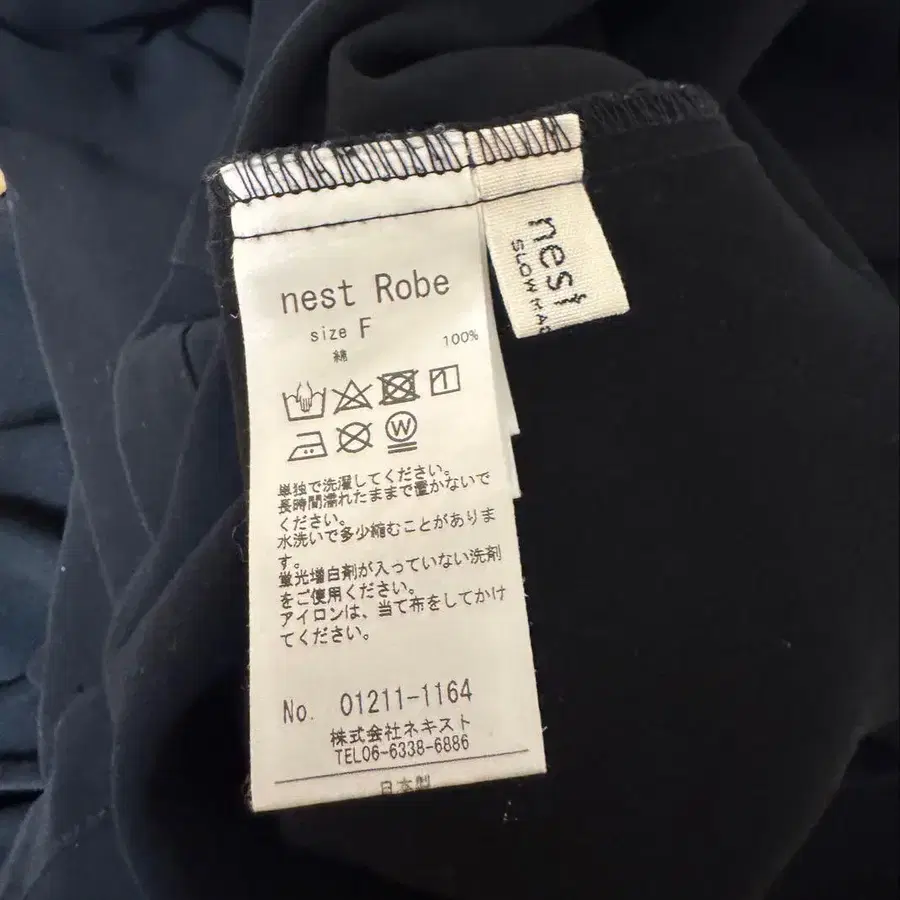 nest Robe
size F
綿 100%
W
単独で洗濯してください。
長時間濡れたままで置かないで
ください。
水洗いで多少縮むことがありま
す。
蛍光増白剤が入っていない洗剤
をご使用ください。
アイロンは、当て布をしてかけ
てください。
No. 01211-1164
株式会社ネキスト
TEL06-6338-6886
日本製
nest
SLOW MAD